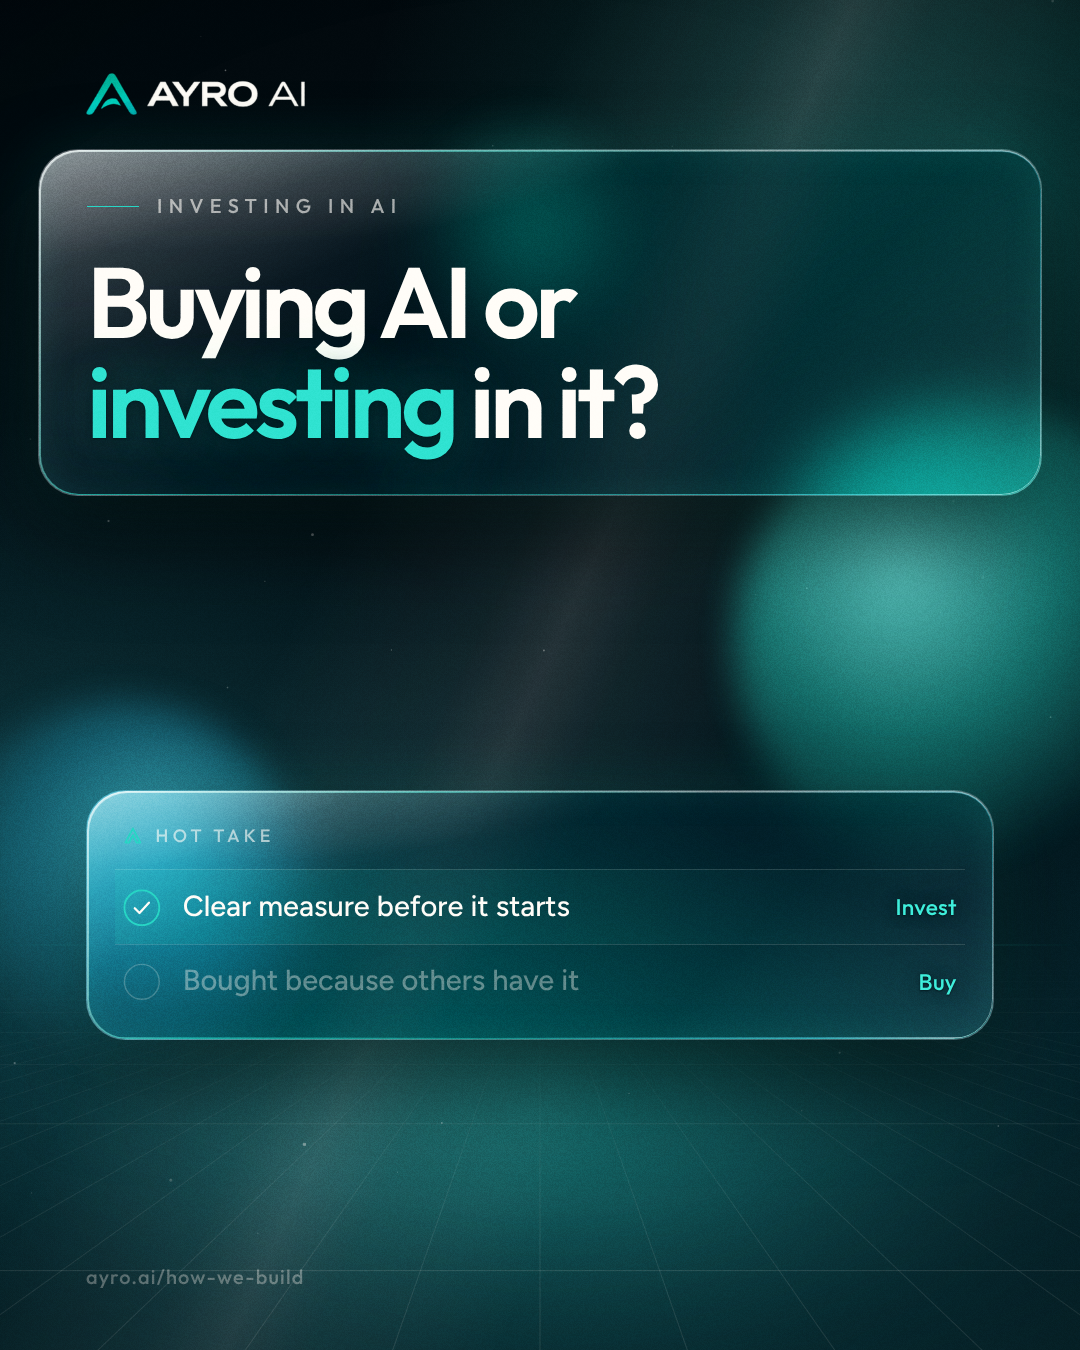 AYRO AI
INVESTING IN AI
Buying AI or
investing in it?
HOT TAKE
Clear measure before it starts
Invest
Bought because others have it
Buy
ayro.ai/how-we-build